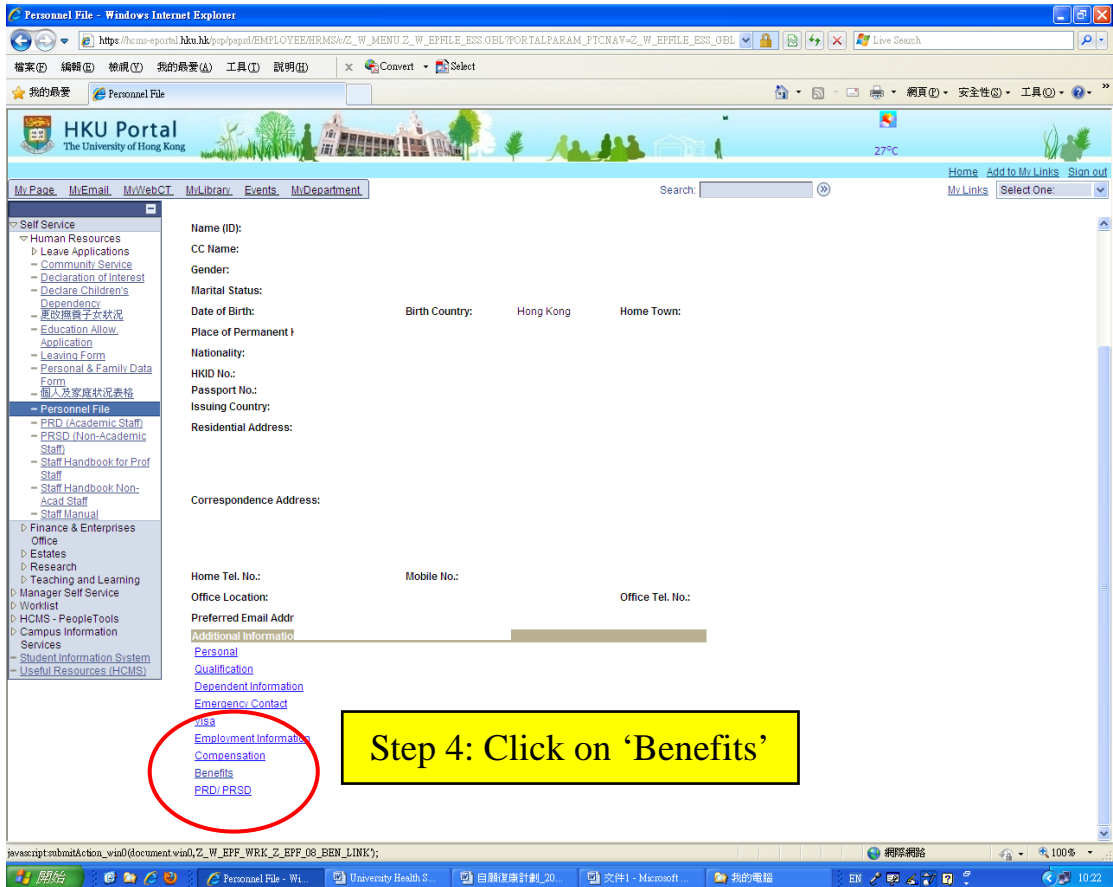 Personnel File - Windows Internet Explorer
https://hcms-eportal.hku.hk/psp/paprd/EMPLOYEE/HRMS/c/Z_W_MENU.Z_W_EPFILE_ESS.GBL?PORTALPARAM_PTCNAV=Z_W_EPFILE_ESS_GBL
Live Search
檔案(F) 編輯(E) 檢視(V) 我的最愛(A) 工具(T) 說明(H) x Convert Select
我的最愛 Personnel File 網頁(P) 安全性(S) 工具(O) »
HKU Portal
The University of Hong Kong
27°C
Home Add to My Links Sign out
My Page MyEmail MyWebCT MyLibrary Events MyDepartment Search: My Links Select One:
Self Service
Human Resources
Leave Applications
Community Service
Declaration of Interest
Declare Children's
Dependency
更改撫養子女狀況
Education Allow.
Application
Leaving Form
Personal & Family Data
Form
個人及家庭狀況表格
Personnel File
PRD (Academic Staff)
PRSD (Non-Academic
Staff)
Staff Handbook for Prof
Staff
Staff Handbook Non-
Acad Staff
Staff Manual
Finance & Enterprises
Office
Estates
Research
Teaching and Learning
Manager Self Service
Worklist
HCMS - PeopleTools
Campus Information
Services
Student Information System
Useful Resources (HCMS)
Name (ID):
CC Name:
Gender:
Marital Status:
Date of Birth: Birth Country: Hong Kong Home Town:
Place of Permanent H
Nationality:
HKID No.:
Passport No.:
Issuing Country:
Residential Address:
Correspondence Address:
Home Tel. No.: Mobile No.:
Office Location: Office Tel. No.:
Preferred Email Addr
Additional Informatio
Personal
Qualification
Dependent Information
Emergency Contact
Visa
Employment Information
Compensation
Benefits
PRD/ PRSD
Step 4: Click on ‘Benefits’
javascript:submitAction_win0(document.win0,'Z_W_EPF_WRK_Z_EPF_08_BEN_LINK'); 網際網路 100%
開始 Personnel File - Wi... University Health S... 自願復康計劃_20... 文件1 - Microsoft ... 我的電腦 EN 10:22